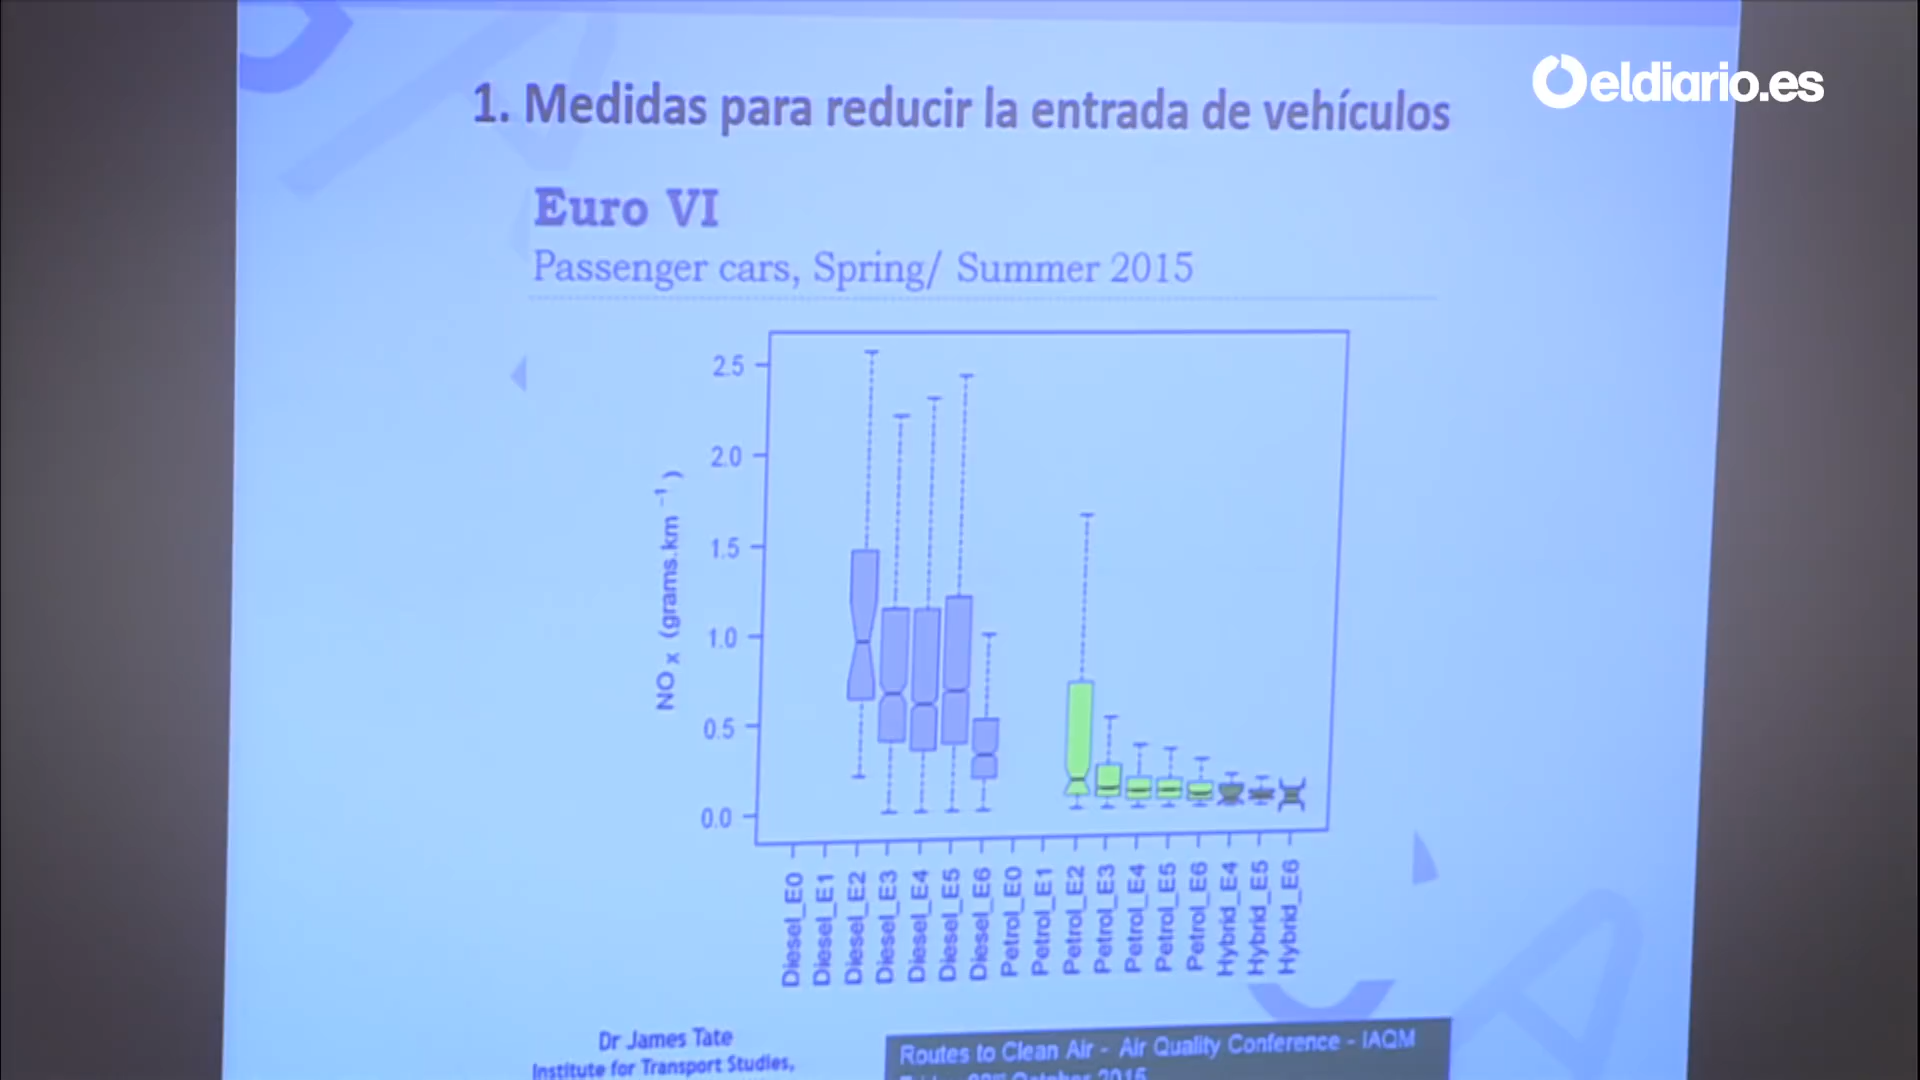 eldiario.es
1. Medidas para reducir la entrada de vehículos
Euro VI
Passenger cars, Spring/ Summer 2015
NOx (grams.km-1)
2.5
2.0
1.5
1.0
0.5
0.0
Diesel_E0
Diesel_E1
Diesel_E2
Diesel_E3
Diesel_E4
Diesel_E5
Diesel_E6
Petrol_E0
Petrol_E1
Petrol_E2
Petrol_E3
Petrol_E4
Petrol_E5
Petrol_E6
Hybrid_E4
Hybrid_E5
Hybrid_E6
Dr James Tate
Institute for Transport Studies,
Routes to Clean Air - Air Quality Conference - IAQM
October 2015